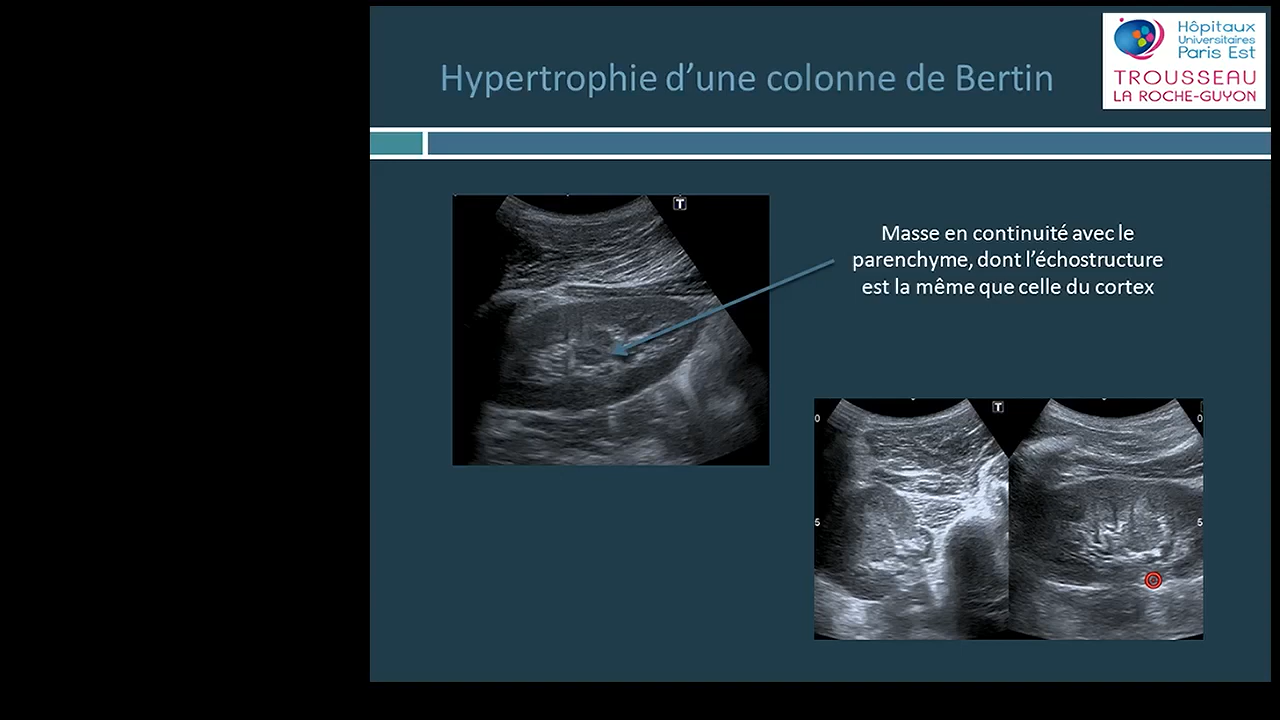 Hypertrophie d’une colonne de Bertin
Hôpitaux
Universitaires
Paris Est
TROUSSEAU
LA ROCHE-GUYON
T
Masse en continuité avec le
parenchyme, dont l’échostructure
est la même que celle du cortex
T
0
0
5
5